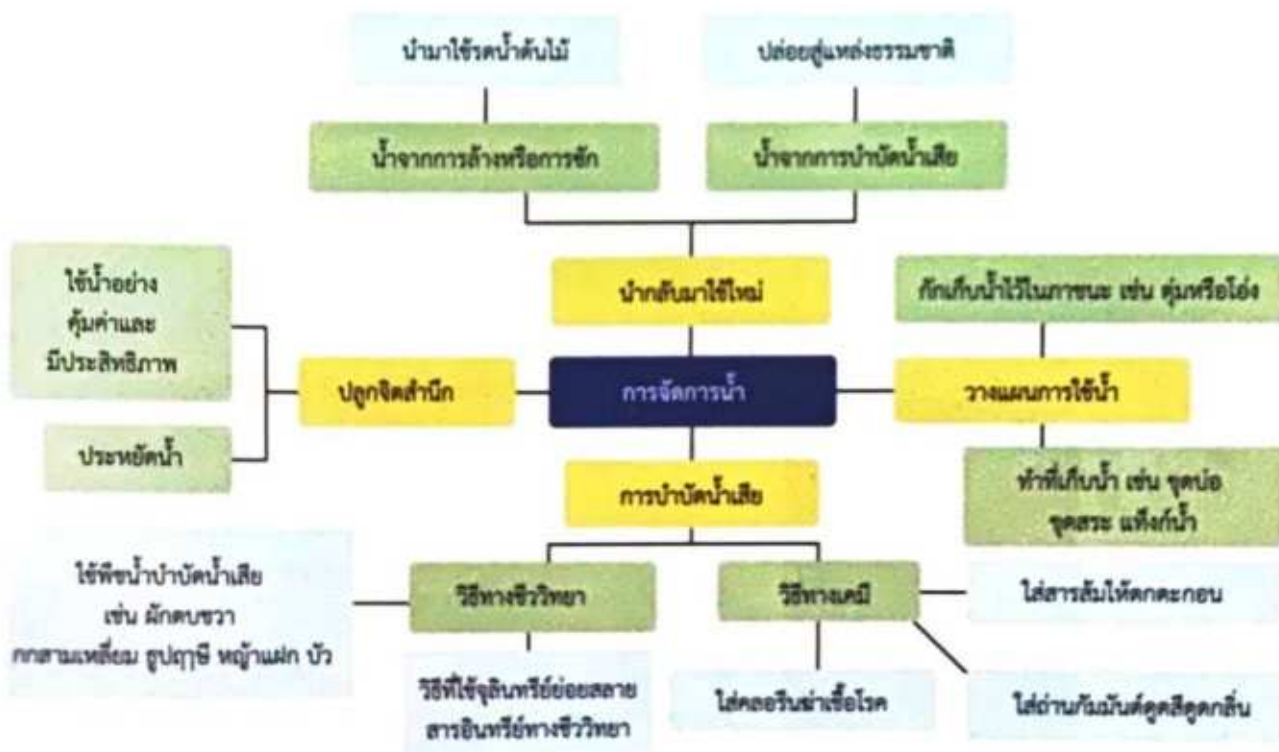 นำมาใช้รดน้ำต้นไม้
ปล่อยสู่แหล่งธรรมชาติ
น้ำจากการล้างหรือการซัก
น้ำจากการบำบัดน้ำเสีย
นำกลับมาใช้ใหม่
ใช้น้ำอย่าง
คุ้มค่าและ
มีประสิทธิภาพ
กักเก็บน้ำไว้ในภาชนะ เช่น ตุ่มหรือโอ่ง
ปลูกจิตสำนึก
การจัดการน้ำ
วางแผนการใช้น้ำ
ประหยัดน้ำ
การบำบัดน้ำเสีย
ทำที่เก็บน้ำ เช่น ขุดบ่อ
ขุดสระ แท็งก์น้ำ
ใช้พืชน้ำบำบัดน้ำเสีย
เช่น ผักตบชวา
กกสามเหลี่ยม ธูปฤๅษี หญ้าแฝก บัว
วิธีทางชีววิทยา
วิธีทางเคมี
ใส่สารส้มให้ตกตะกอน
วิธีที่ใช้จุลินทรีย์ย่อยสลาย
สารอินทรีย์ทางชีววิทยา
ใส่คลอรีนฆ่าเชื้อโรค
ใส่ถ่านกัมมันต์ดูดสีดูดกลิ่น